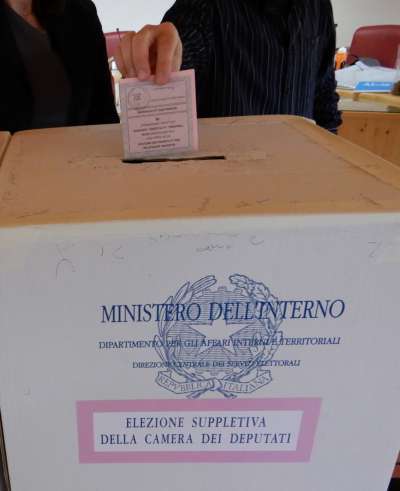 MINISTERO DELL'INTERNO
DIPARTIMENTO PER GLI AFFARI INTERNI E TERRITORIALI
DIREZIONE CENTRALE DEI SERVIZI ELETTORALI
REPVBBLICA ITALIANA
ELEZIONE SUPPLETIVA
DELLA CAMERA DEI DEPUTATI